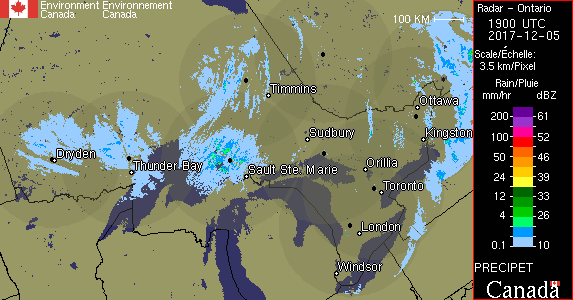 Environment Environnement
Canada Canada
100 KM
Radar - Ontario
1900 UTC
2017-12-05
Scale/Échelle:
3.5 km/Pixel
Rain/Pluie
mm/hr dBZ
200 61
100 52
50 46
24 39
12 33
4 26
0.1 10
Timmins
Ottawa
Sudbury
Kingston
Dryden
Thunder Bay
Sault Ste. Marie
Orillia
Toronto
London
Windsor
PRECIPET
Canada